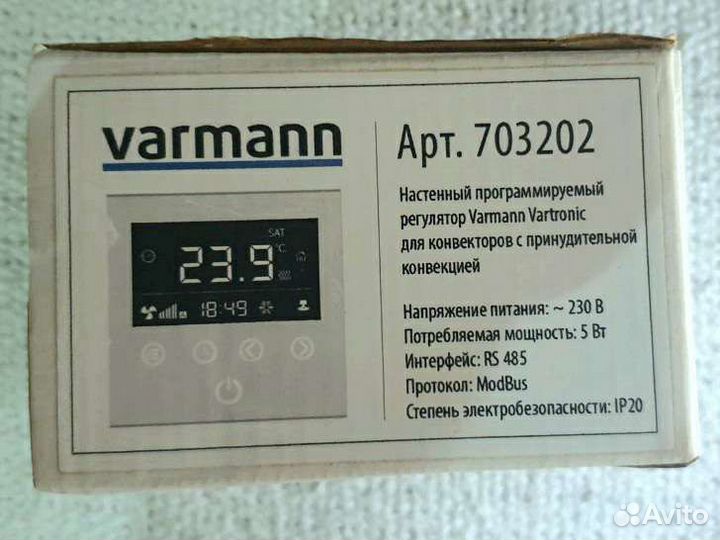 varmann
SAT
23.9 °C
18:49
Арт. 703202
Настенный программируемый
регулятор Varmann Vartronic
для конвекторов с принудительной
конвекцией
Напряжение питания: ~ 230 В
Потребляемая мощность: 5 Вт
Интерфейс: RS 485
Протокол: ModBus
Степень электробезопасности: IP20
Avito